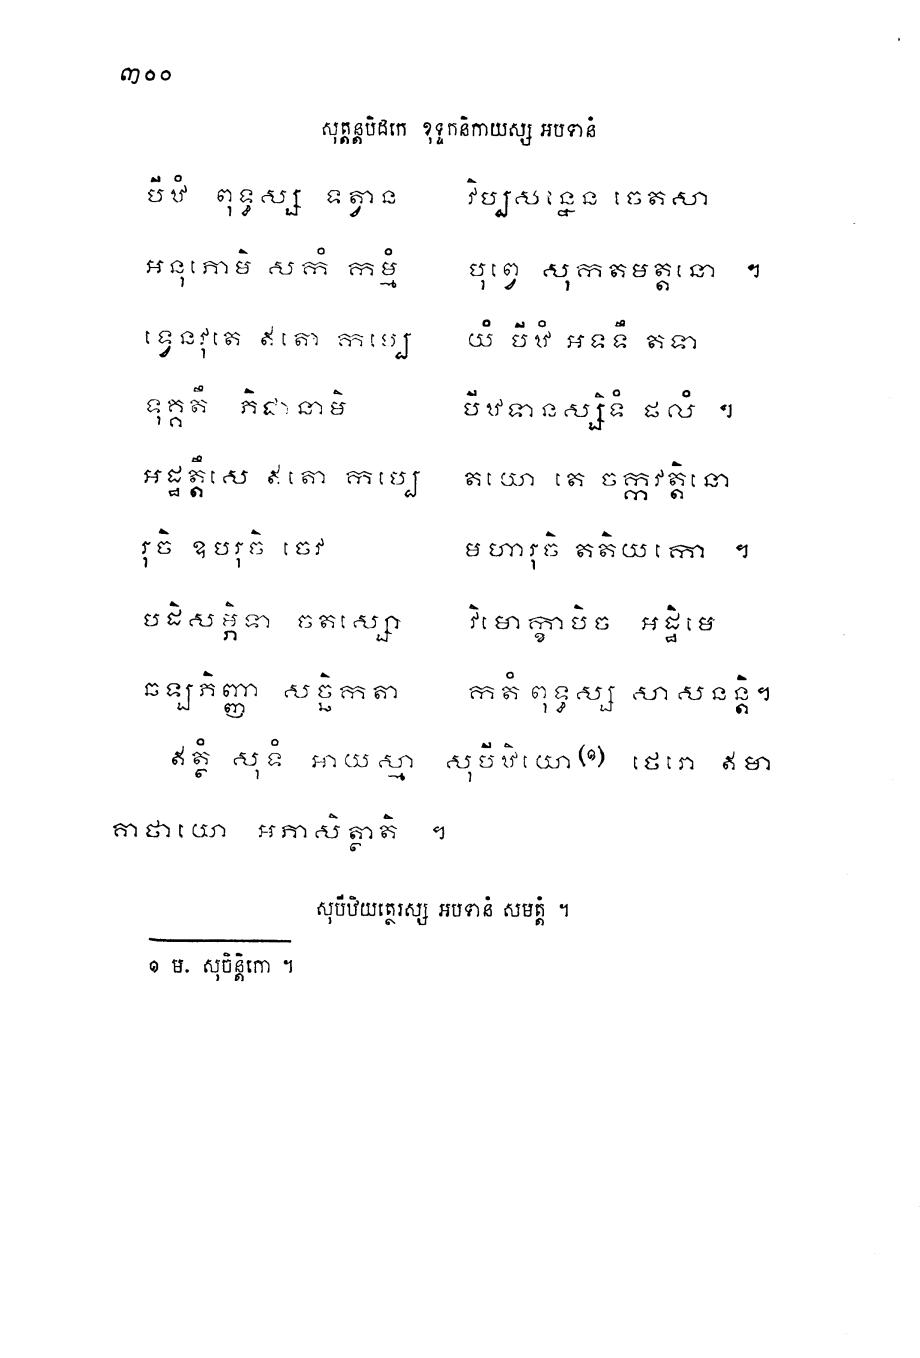 ៣០០
សុត្តន្តបិដកេ ខុទ្ទកនិកាយស្ស អបទានំ
បីឋំ ពុទ្ធស្ស ទត្វាន វិប្បសន្នេន ចេតសា
អនុភោមិ សកំ កម្មំ បុព្វេ សុកតមត្តនោ ។
ទ្វេនវុតេ ឥតោ កប្បេ យំ បីឋំ អទទឹ តទា
ទុគ្គតឹ ភិជានាមិ បីឋទានស្សិទំ ផលំ ។
អដ្ឋត្តឹសេ ឥតោ កប្បេ តយោ តេ ចក្កវត្តិនោ
រុចិ ឧបរុចិ ចេវ មហារុចិ តតិយកោ ។
បដិសម្ភិទា ចតស្សោ វិមោក្ខាបិច អដ្ឋិមេ
ឆឡភិញ្ញា សច្ឆិកតា កតំ ពុទ្ធស្ស សាសនន្តិ។
ឥត្ថំ សុទំ អាយស្មា សុបីឋិយោ(១) ថេរោ ឥមា
គាថាយោ អភាសិត្ថាតិ ។
សុបីឋិយត្ថេរស្ស អបទានំ សមត្តំ ។
១ ម. សុចិន្តិកោ ។